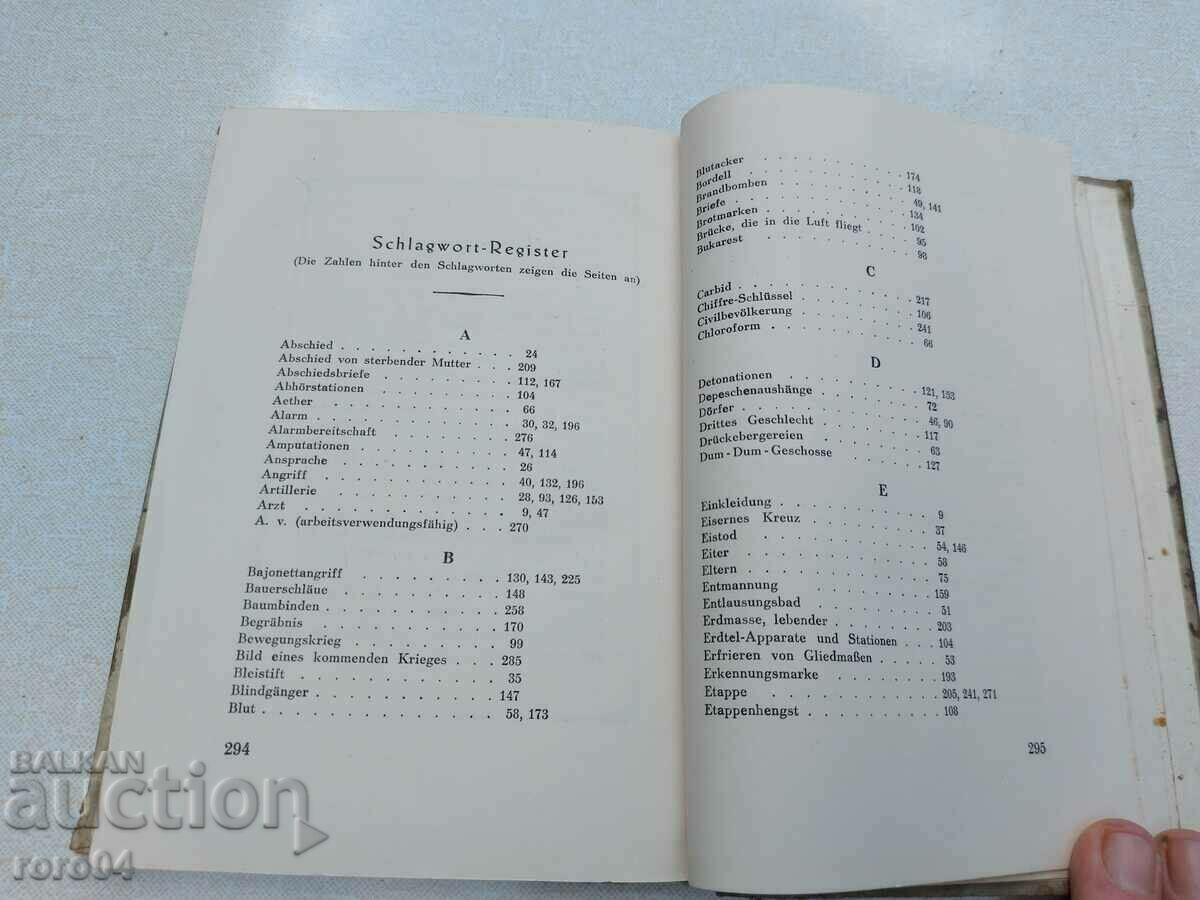 Schlagwort-Register
(Die Zahlen hinter den Schlagworten zeigen die Seiten an)
A
Abschied . . . . . . . . . . . . 24
Abschied von sterbender Mutter . . . 209
Abschiedsbriefe . . . . . . . . . 112, 167
Abhörstationen . . . . . . . . . . 104
Aether . . . . . . . . . . . . 66
Alarm . . . . . . . . . . . . 30, 32, 196
Alarmbereitschaft . . . . . . . . 276
Amputationen . . . . . . . . . . 47, 114
Ansprache . . . . . . . . . . . 26
Angriff . . . . . . . . . . . . 40, 132, 196
Artillerie . . . . . . . . . . . 28, 93, 126, 153
Arzt . . . . . . . . . . . . . 9, 47
A. v. (arbeitsverwendungsfähig) . . . 270
B
Bajonettangriff . . . . . . . . . 130, 143, 225
Bauerschläue . . . . . . . . . . 148
Baumbinden . . . . . . . . . . . 258
Begräbnis . . . . . . . . . . . 170
Bewegungskrieg . . . . . . . . . . 99
Bild eines kommenden Krieges . . . 285
Bleistift . . . . . . . . . . . . 35
Blindgänger . . . . . . . . . . . 147
Blut . . . . . . . . . . . . . . 58, 173
294
Blutacker . . . . . . . . . . . 174
Bordell . . . . . . . . . . . . 118
Brandbomben . . . . . . . . . . 49, 141
Briefe . . . . . . . . . . . . 134
Brotmarken . . . . . . . . . . 102
Brücke, die in die Luft fliegt . . . . 95
Bukarest . . . . . . . . . . . 98
C
Carbid . . . . . . . . . . . . 217
Chiffre-Schlüssel . . . . . . . . 106
Civilbevölkerung . . . . . . . . 241
Chloroform . . . . . . . . . . 66
D
Detonationen . . . . . . . . . 121, 153
Depeschenaushänge . . . . . . . 72
Dörfer . . . . . . . . . . . . 46, 90
Drittes Geschlecht . . . . . . . 117
Drückebergereien . . . . . . . . 63
Dum-Dum-Geschosse . . . . . . 127
E
Einkleidung . . . . . . . . . . 9
Eisernes Kreuz . . . . . . . . . 37
Eistod . . . . . . . . . . . . 54, 146
Eiter . . . . . . . . . . . . . 58
Eltern . . . . . . . . . . . . 75
Entmannung . . . . . . . . . . 159
Entlausungsbad . . . . . . . . . 51
Erdmasse, lebender . . . . . . . 203
Erdtel-Apparate und Stationen . . . 104
Erfrieren von Gliedmaßen . . . . . 53
Erkennungsmarke . . . . . . . . 193
Etappe . . . . . . . . . . . . 205, 241, 271
Etappenhengst . . . . . . . . . 108
295
BALKAN
auction
roro04